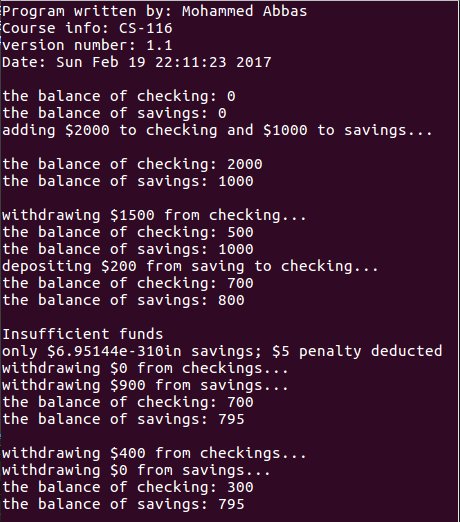 Program written by: Mohammed Abbas
Course info: CS-116
version number: 1.1
Date: Sun Feb 19 22:11:23 2017
the balance of checking: 0
the balance of savings: 0
adding $2000 to checking and $1000 to savings...
the balance of checking: 2000
the balance of savings: 1000
withdrawing $1500 from checking...
the balance of checking: 500
the balance of savings: 1000
depositing $200 from saving to checking...
the balance of checking: 700
the balance of savings: 800
Insufficient funds
only $6.95144e-310in savings; $5 penalty deducted
withdrawing $0 from checkings...
withdrawing $900 from savings...
the balance of checking: 700
the balance of savings: 795
withdrawing $400 from checkings...
withdrawing $0 from savings...
the balance of checking: 300
the balance of savings: 795